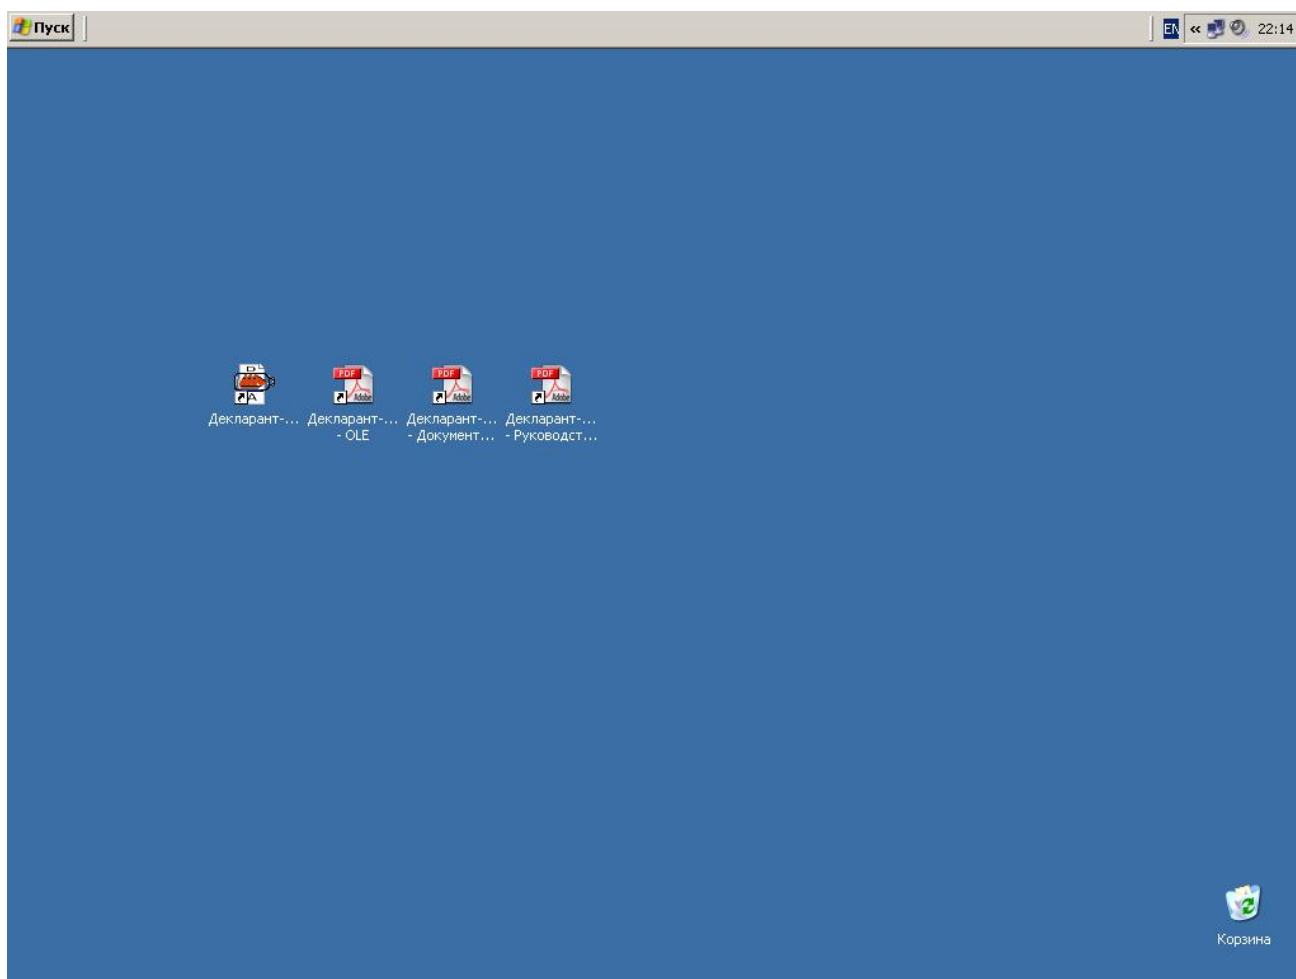 Пуск
EN « 22:14
Декларант-... Декларант-... Декларант-... Декларант-...
- OLE - Документ... - Руководст...
Корзина